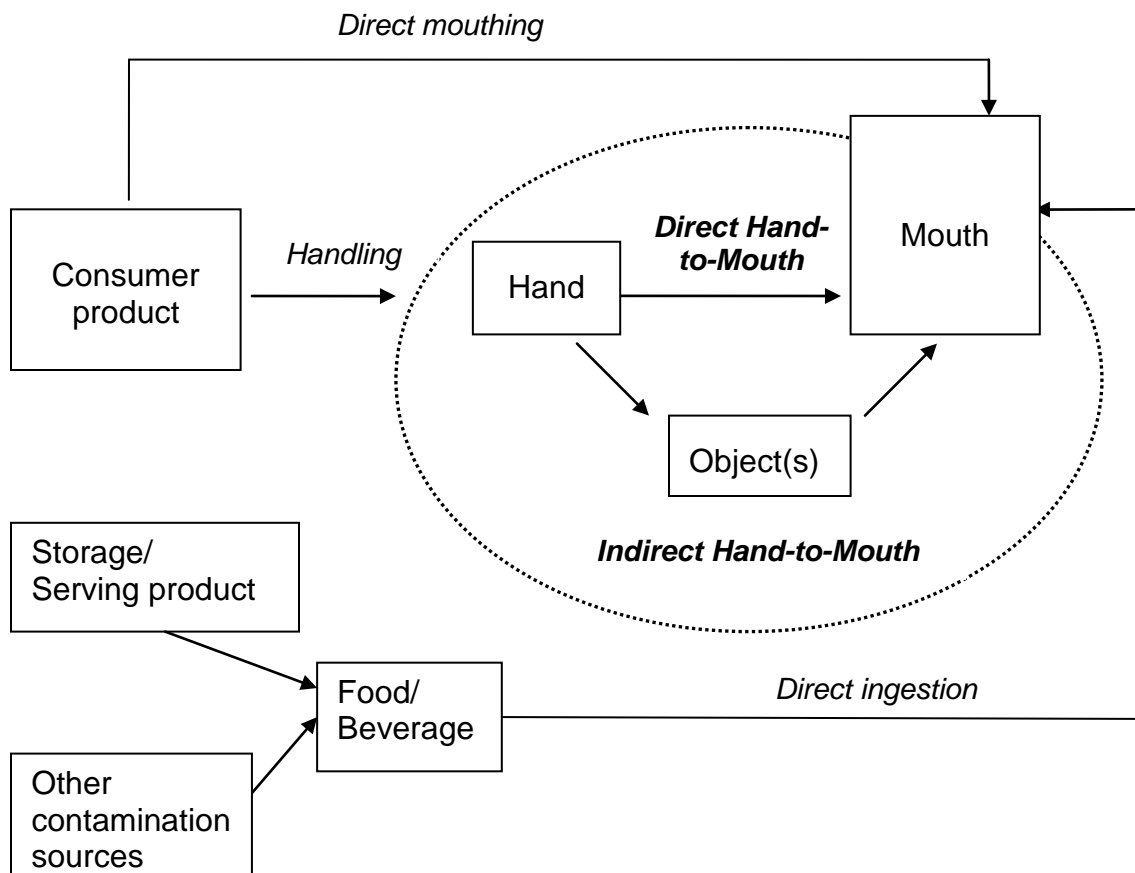 Direct mouthing
Consumer
product
Handling
Hand
Direct Hand-
to-Mouth
Mouth
Object(s)
Indirect Hand-to-Mouth
Storage/
Serving product
Food/
Beverage
Direct ingestion
Other
contamination
sources